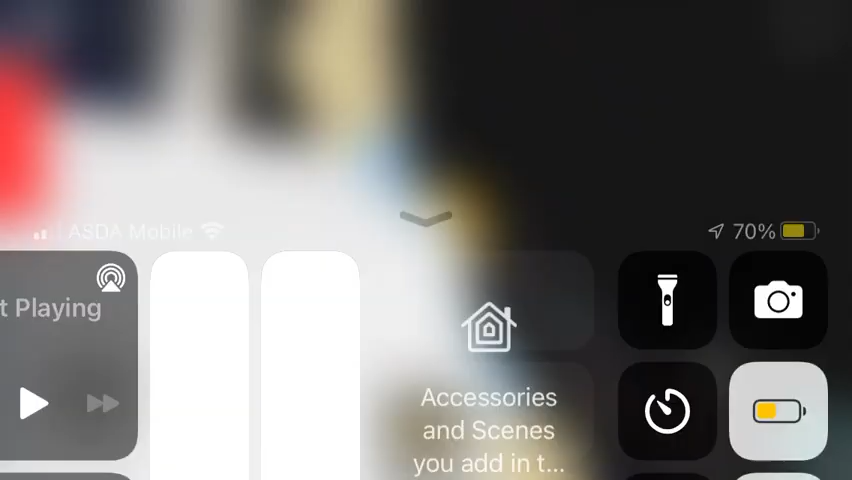 ASDA Mobile
70%
t Playing
Accessories
and Scenes
you add in t...